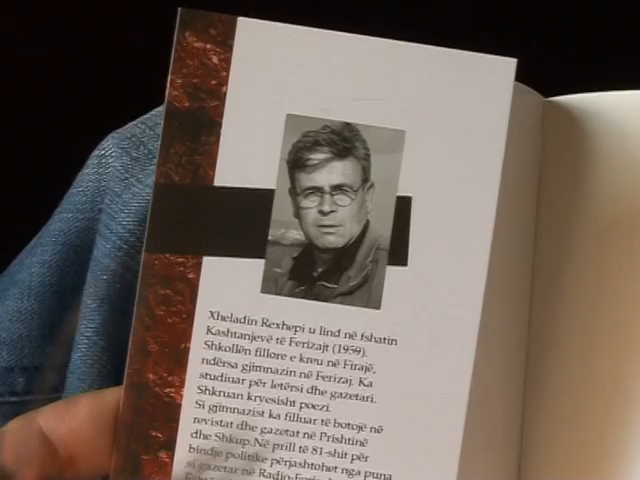 Xheladin Rexhepi u lind në fshatin
Kashtanjevë të Ferizajt (1959).
Shkollën fillore e kreu në Firajë,
ndërsa gjimnazin në Ferizaj. Ka
studiuar për letërsi dhe gazetari.
Shkruan kryesisht poezi.
Si gjimnazist ka filluar të botojë në
revistat dhe gazetat në Prishtinë
dhe Shkup.Në prill të 81-shit për
bindje politike përjashtohet nga puna
si gazetar në Radio